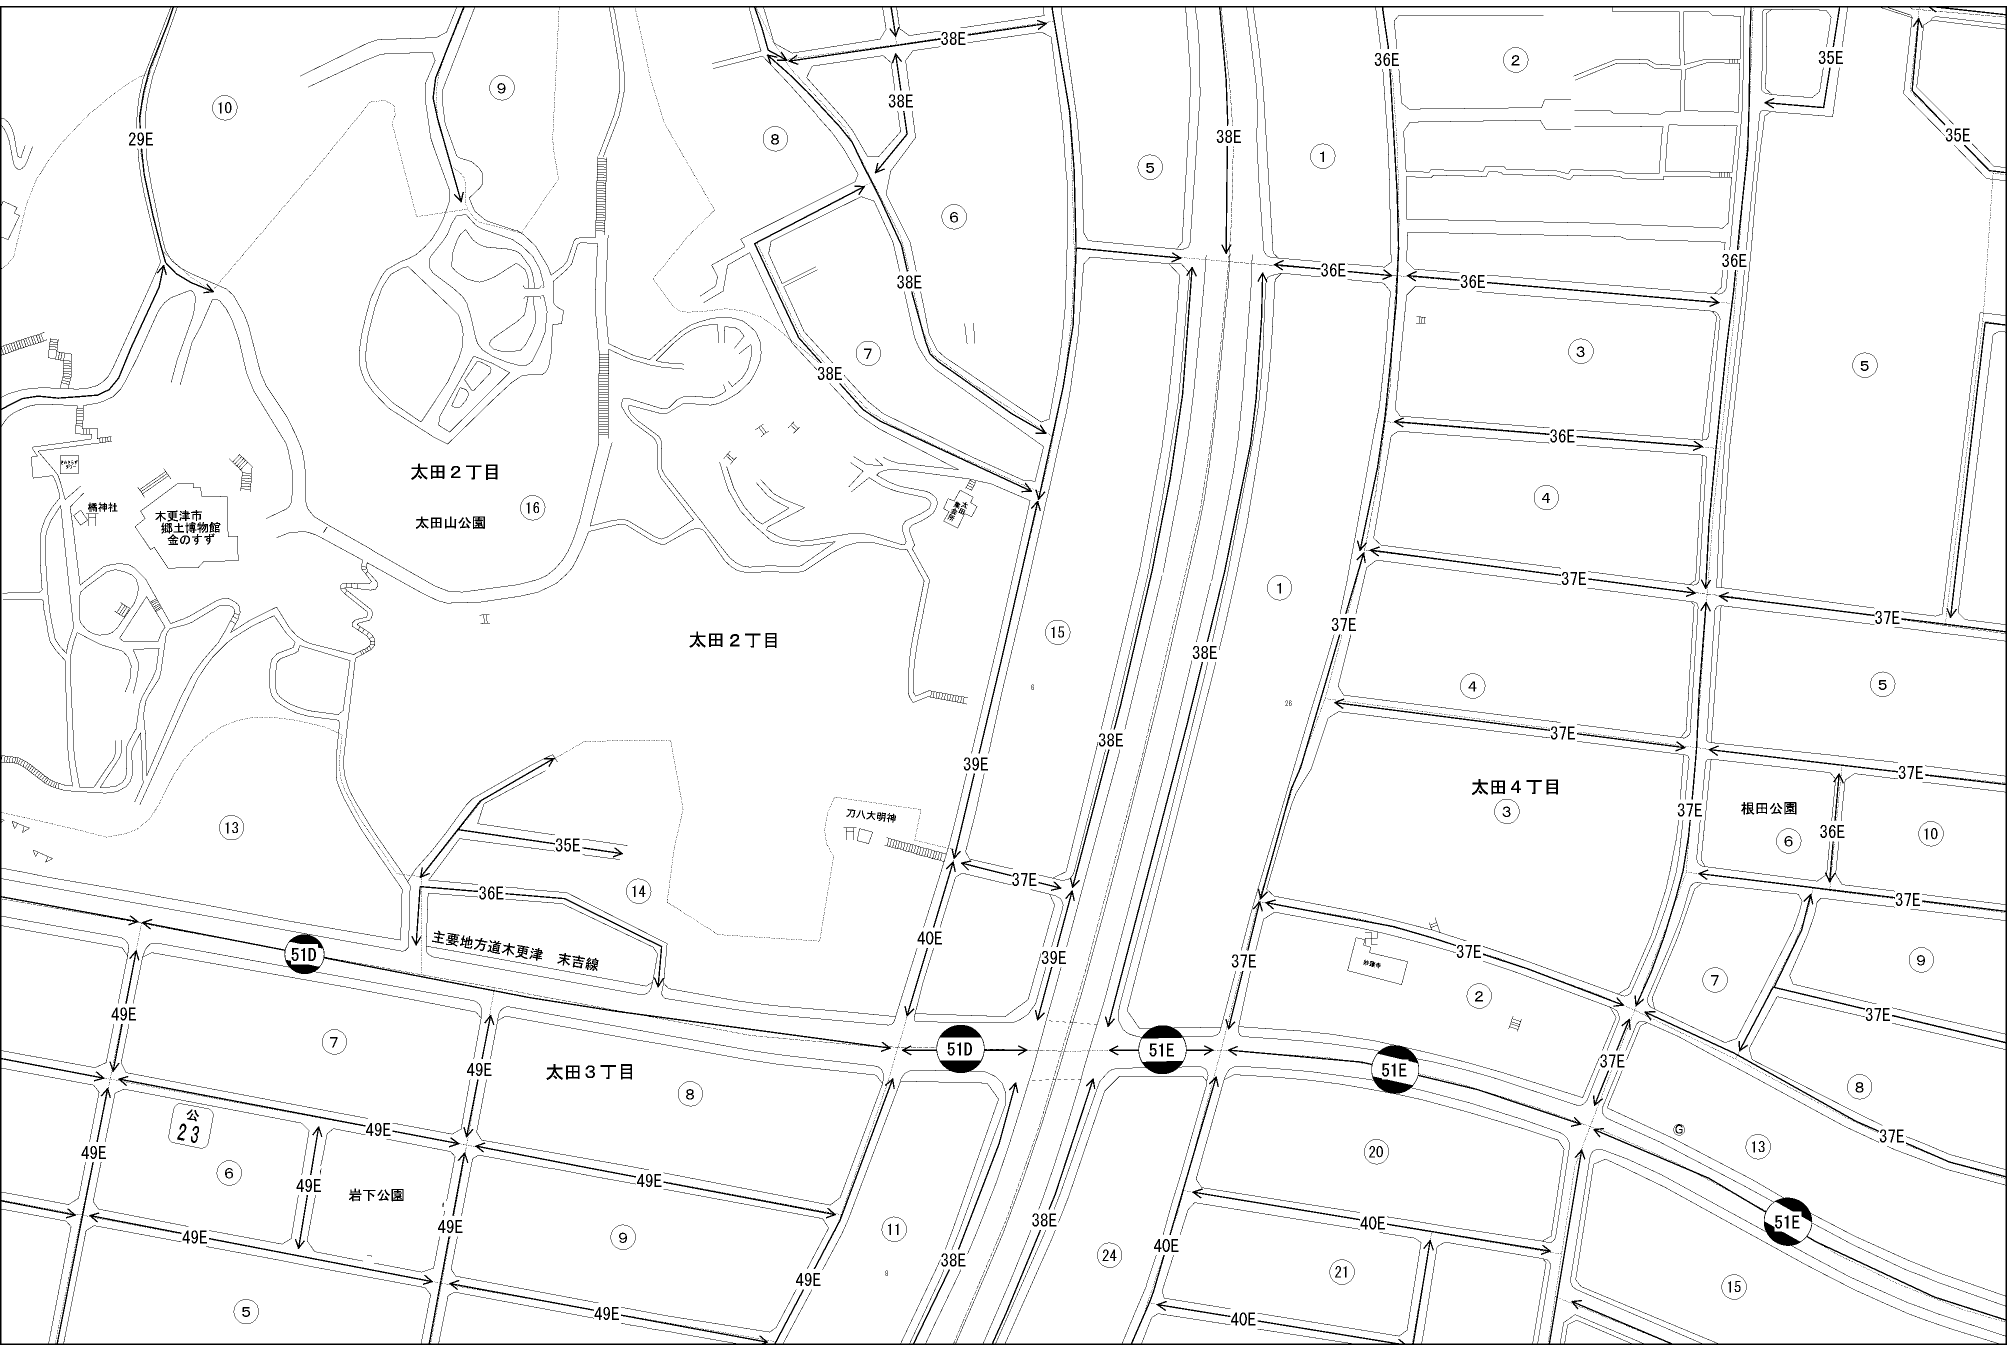 38E
36E
②
35E
⑨
⑩
38E
35E
29E
38E
⑧
①
⑤
⑥
36E
36E
36E
38E
③
⑦
38E
⑤
36E
太田２丁目
④
橘神社
木更津市
郷土博物館
金のすず
太田山公園
⑯
37E
①
37E
37E
太田２丁目
⑮
38E
④
⑤
6
26
37E
38E
39E
37E
太田４丁目
③
37E
根田公園
⑥
36E
⑩
刀八大明神
⑬
35E
⑭
36E
37E
37E
40E
主要地方道木更津　末吉線
51D
39E
37E
37E
⑨
⑦
②
49E
37E
⑦
51D
51E
37E
太田３丁目
49E
51E
⑧
⑧
公
23
49E
G
37E
⑬
49E
⑥
49E
岩下公園
49E
⑳
49E
49E
⑨
⑪
38E
40E
51E
40E
㉔
38E
49E
9
㉑
⑮
⑤
49E
40E